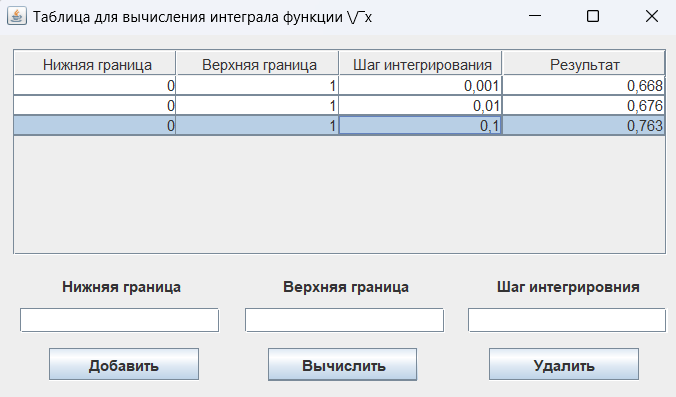 Таблица для вычисления интеграла функции \/¯x
Нижняя граница Верхняя граница Шаг интегрирования Результат
0 1 0,001 0,668
0 1 0,01 0,676
0 1 0,1 0,763
Нижняя граница Верхняя граница Шаг интегрировния
Добавить Вычислить Удалить